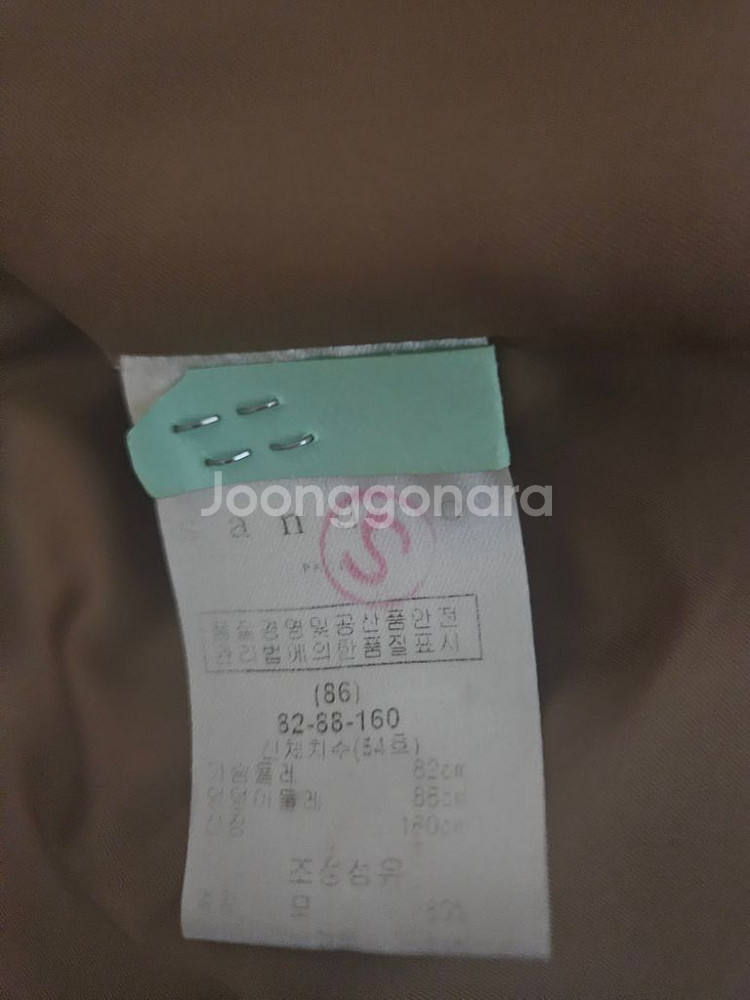 Joonggonara
S
품질경영및공산품안전
관리법에의한품질표시
(86)
82-88-160
신체치수(54호)
가슴둘레 82cm
엉덩이둘레 88cm
신장 160cm
조성섬유
모